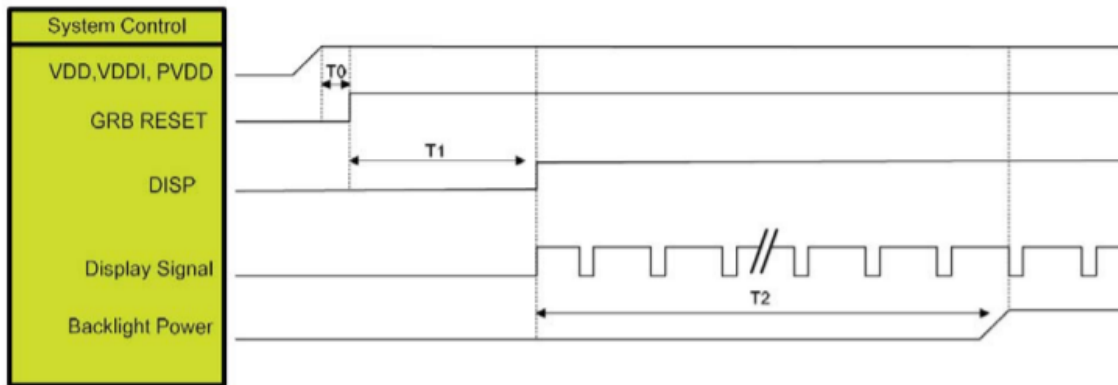 System Control
VDD,VDDI, PVDD
T0
GRB RESET
T1
DISP
Display Signal
T2
Backlight Power